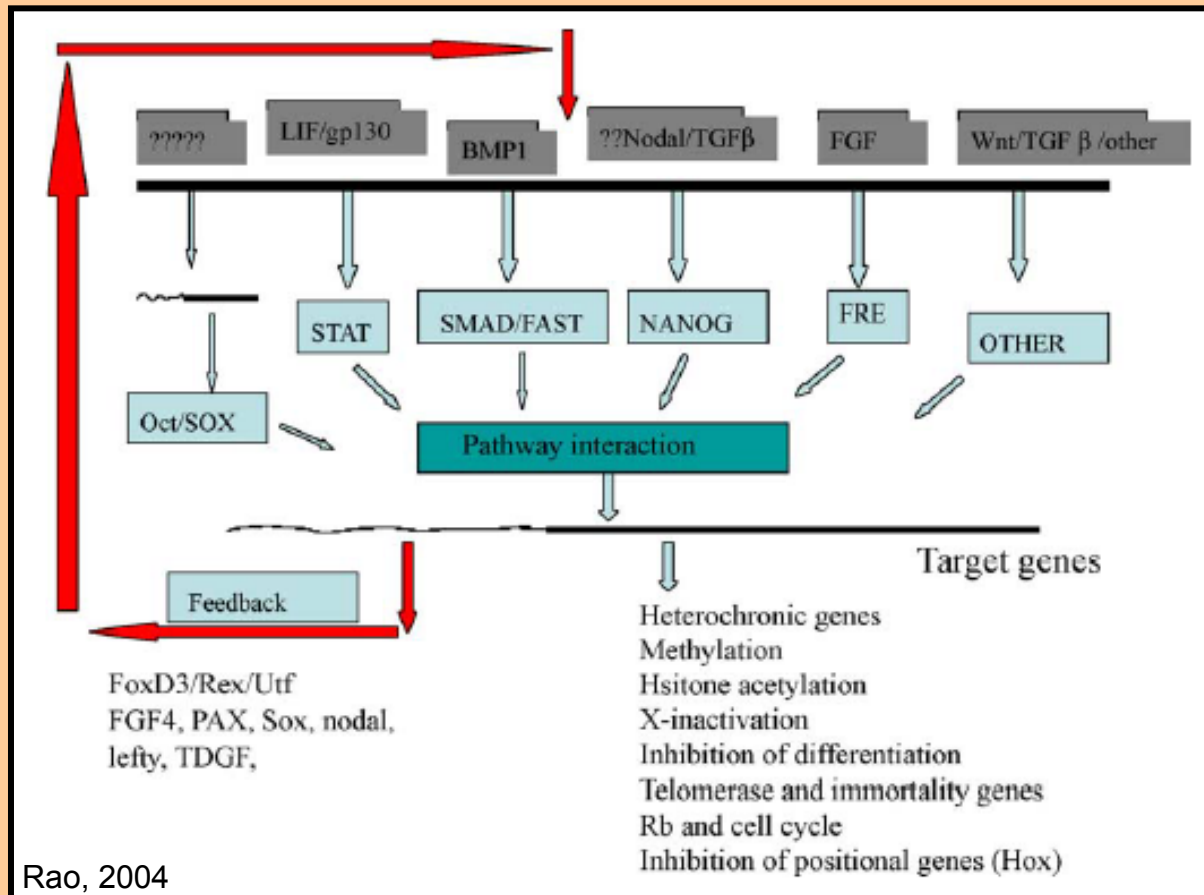 ?????
LIF/gp130
BMP1
??Nodal/TGFβ
FGF
Wnt/TGF β /other
STAT
SMAD/FAST
NANOG
FRE
OTHER
Oct/SOX
Pathway interaction
Target genes
Feedback
FoxD3/Rex/Utf
FGF4, PAX, Sox, nodal,
lefty, TDGF,
Heterochronic genes
Methylation
Hsitone acetylation
X-inactivation
Inhibition of differentiation
Telomerase and immortality genes
Rb and cell cycle
Inhibition of positional genes (Hox)
Rao, 2004